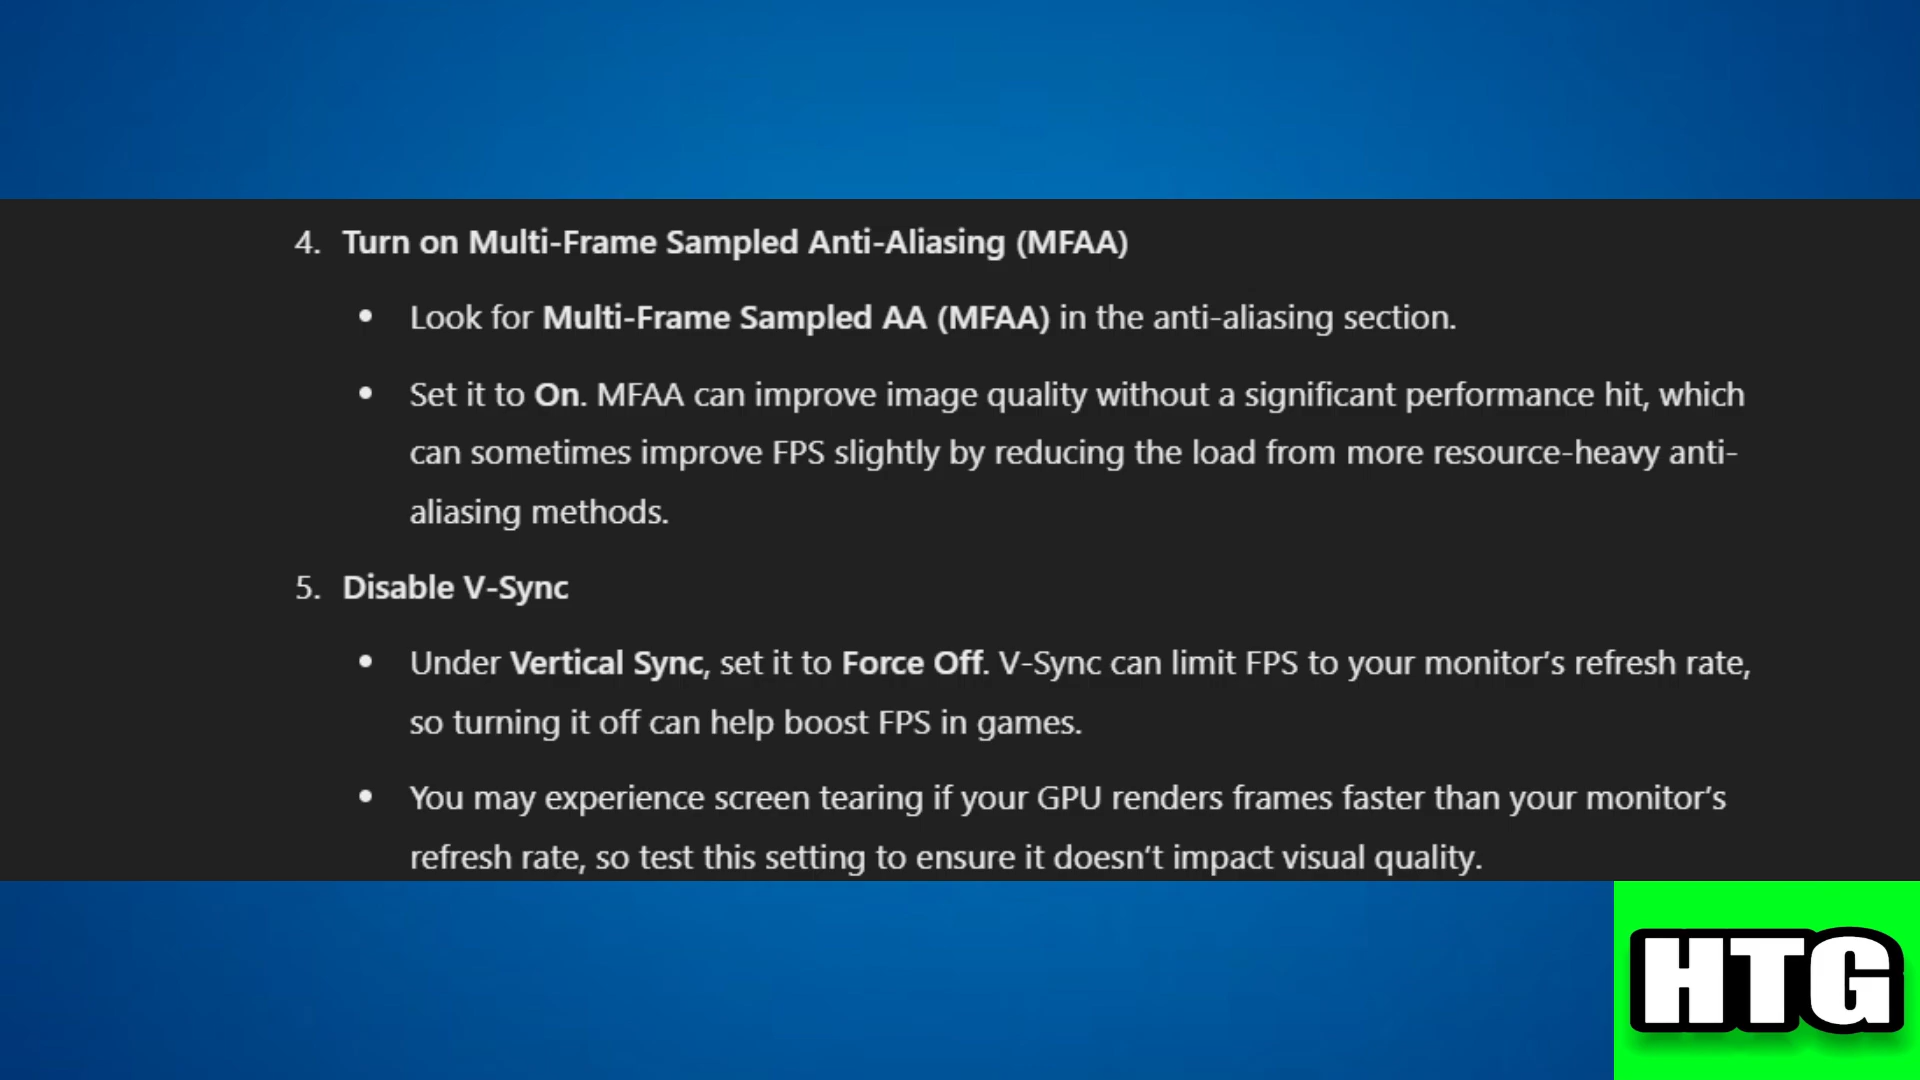 4. Turn on Multi-Frame Sampled Anti-Aliasing (MFAA)
• Look for Multi-Frame Sampled AA (MFAA) in the anti-aliasing section.
• Set it to On. MFAA can improve image quality without a significant performance hit, which
can sometimes improve FPS slightly by reducing the load from more resource-heavy anti-
aliasing methods.
5. Disable V-Sync
• Under Vertical Sync, set it to Force Off. V-Sync can limit FPS to your monitor’s refresh rate,
so turning it off can help boost FPS in games.
• You may experience screen tearing if your GPU renders frames faster than your monitor’s
refresh rate, so test this setting to ensure it doesn’t impact visual quality.
HTG